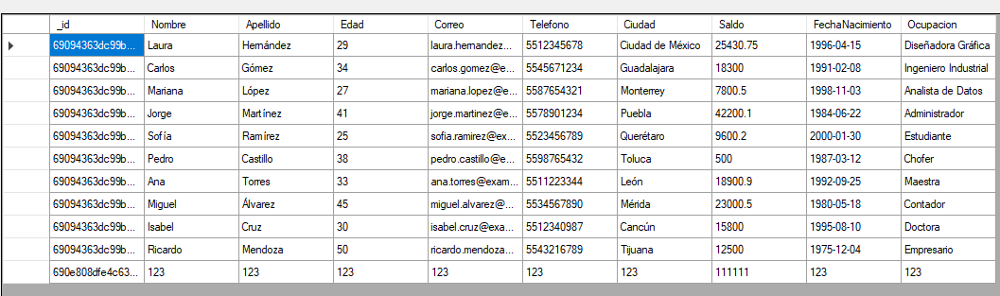 _id Nombre Apellido Edad Correo Telefono Ciudad Saldo FechaNacimiento Ocupacion
69094363dc99b... Laura Hernández 29 laura.hernandez... 5512345678 Ciudad de México 25430.75 1996-04-15 Diseñadora Gráfica
69094363dc99b... Carlos Gómez 34 carlos.gomez@e... 5545671234 Guadalajara 18300 1991-02-08 Ingeniero Industrial
69094363dc99b... Mariana López 27 mariana.lopez@e... 5587654321 Monterrey 7800.5 1998-11-03 Analista de Datos
69094363dc99b... Jorge Martínez 41 jorge.martinez@e... 5578901234 Puebla 42200.1 1984-06-22 Administrador
69094363dc99b... Sofía Ramírez 25 sofia.ramirez@ex... 5523456789 Querétaro 9600.2 2000-01-30 Estudiante
69094363dc99b... Pedro Castillo 38 pedro.castillo@e... 5598765432 Toluca 500 1987-03-12 Chofer
69094363dc99b... Ana Torres 33 ana.torres@exam... 5511223344 León 18900.9 1992-09-25 Maestra
69094363dc99b... Miguel Álvarez 45 miguel.alvarez@e... 5534567890 Mérida 23000.5 1980-05-18 Contador
69094363dc99b... Isabel Cruz 30 isabel.cruz@exa... 5512340987 Cancún 15800 1995-08-10 Doctora
69094363dc99b... Ricardo Mendoza 50 ricardo.mendoza... 5543216789 Tijuana 12500 1975-12-04 Empresario
690e808dfe4c63... 123 123 123 123 123 123 111111 123 123